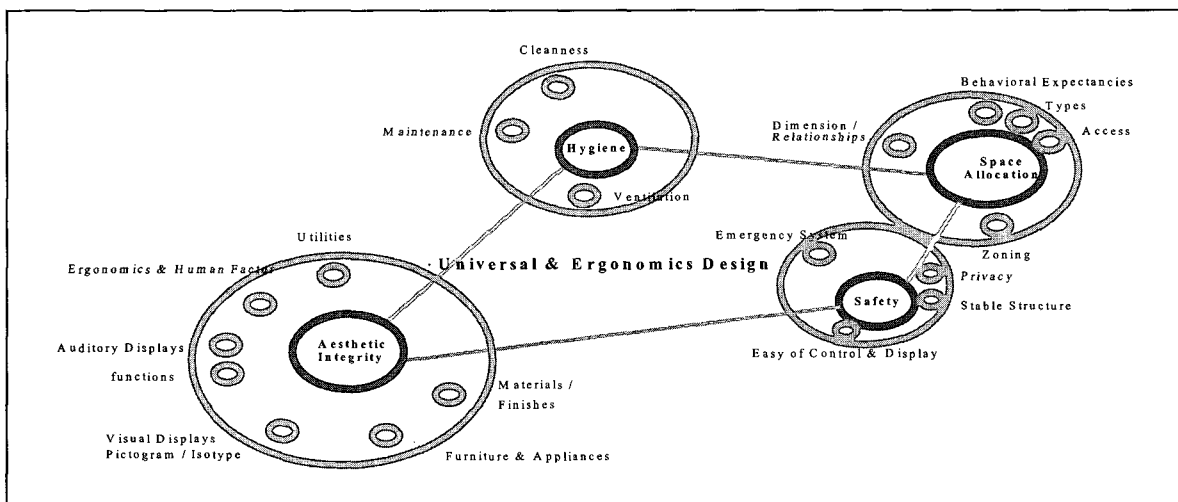 Cleanness
Behavioral Expectancies
Types
Maintenance
Dimension /
Relationships
Access
Hygiene
Space
Allocation
Ventilation
Utilities
Emergency System
Zoning
Ergonomics & Human Factor
Universal & Ergonomics Design
Privacy
Safety
Stable Structure
Auditory Displays
Aesthetic
Integrity
Easy of Control & Display
functions
Materials /
Finishes
Visual Displays
Pictogram / Isotype
Furniture & Appliances